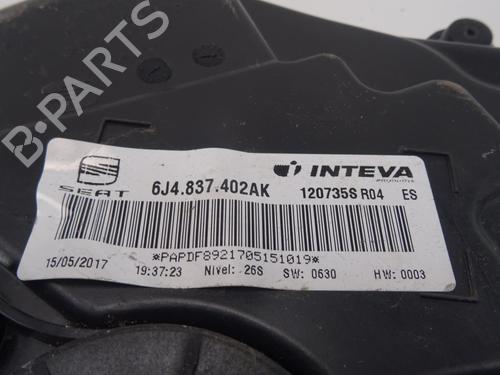 B-PARTS
INTEVA
PRODUCTS
SEAT 6J4.837.402AK 120735S R04 ES
*PAPDF8921705151019*
15/05/2017 19:37:23 Nivel: 26S SW: 0630 HW: 0003